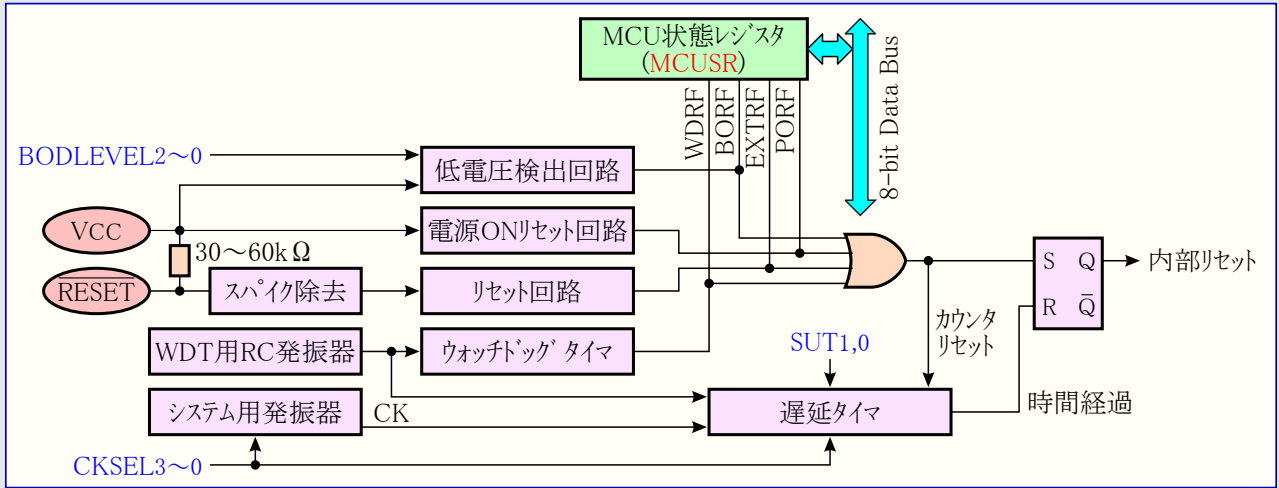 MCU状態レジスタ
(MCUSR)
8-bit Data Bus
WDRF
BORF
EXTRF
PORF
BODLEVEL2～0
低電圧検出回路
VCC
電源ONリセット回路
30～60kΩ
RESET
スパイク除去
リセット回路
S Q
R Q̅
内部リセット
WDT用RC発振器
ウォッチドッグ タイマ
SUT1,0
カウンタ
リセット
システム用発振器
CK
遅延タイマ
時間経過
CKSEL3～0